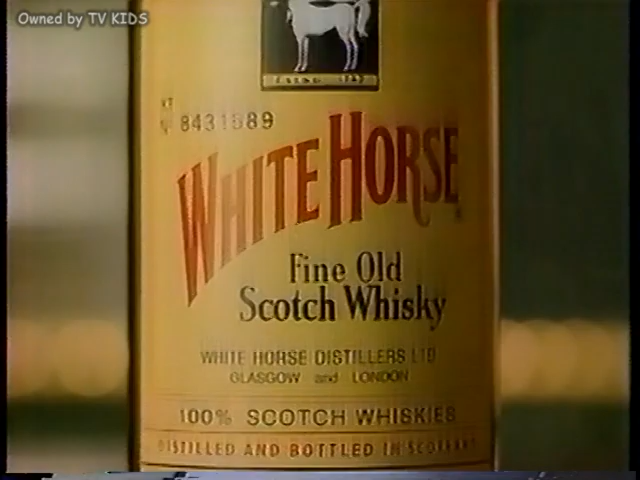 Owned by TV KIDS
8431689
WHITE HORSE
Fine Old
Scotch Whisky
WHITE HORSE DISTILLERS LTD
GLASGOW and LONDON
100% SCOTCH WHISKIES
DISTILLED AND BOTTLED IN SCOTLAND